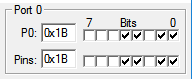 Port 0
7 Bits 0
P0: 0x1B
Pins: 0x1B